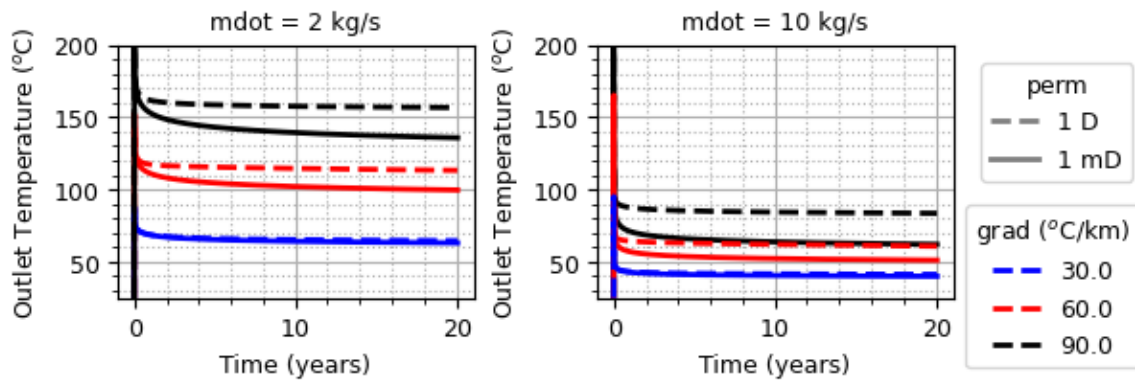 mdot = 2 kg/s
mdot = 10 kg/s
Outlet Temperature (°C)
200
150
100
50
0
10
20
Time (years)
Outlet Temperature (°C)
200
150
100
50
0
10
20
Time (years)
perm
1 D
1 mD
grad (°C/km)
30.0
60.0
90.0